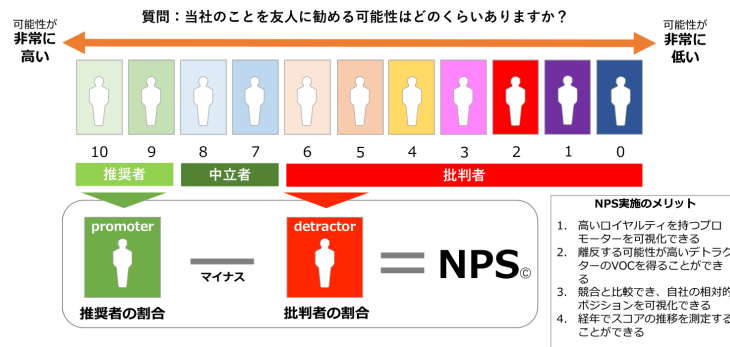 質問：当社のことを友人に勧める可能性はどのくらいありますか？
可能性が
非常に
高い
可能性が
非常に
低い
10 9 8 7 6 5 4 3 2 1 0
推奨者 中立者 批判者
promoter
マイナス
detractor
NPS©
推奨者の割合
批判者の割合
NPS実施のメリット
1. 高いロイヤルティを持つプロ
モーターを可視化できる
2. 離反する可能性が高いデトラク
ターのVOCを得ることができ
る
3. 競合と比較でき、自社の相対的
ポジションを可視化できる
4. 経年でスコアの推移を測定する
ことができる